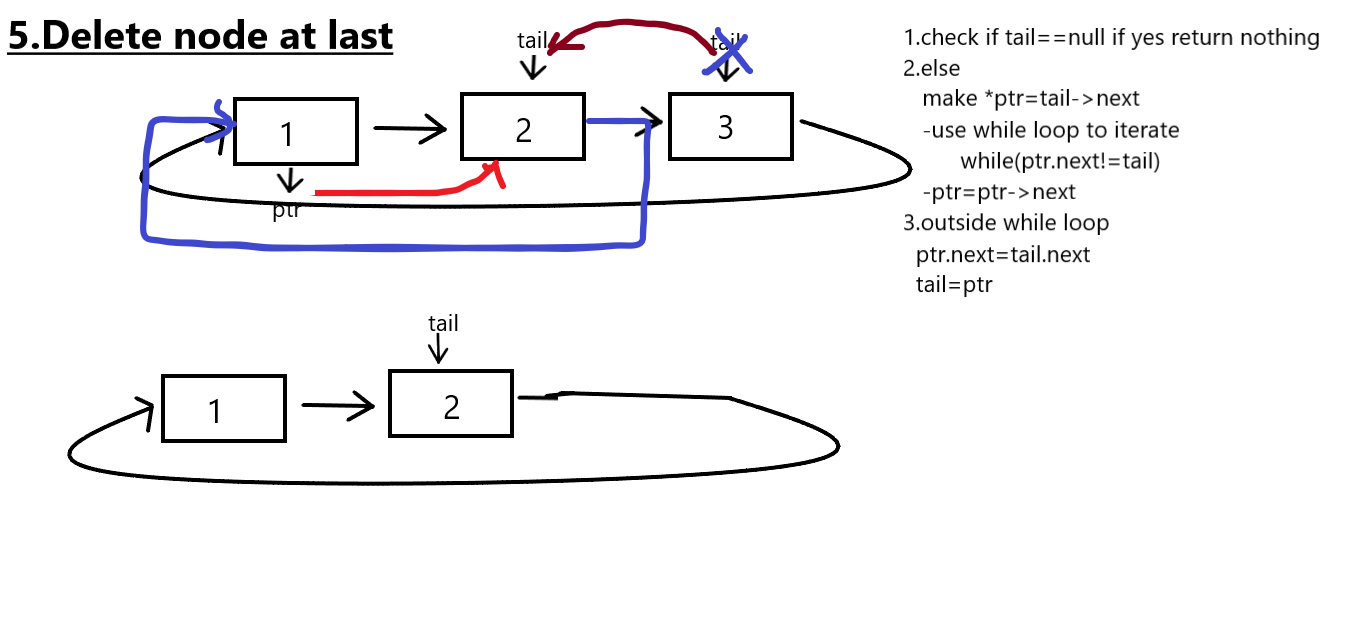 5.Delete node at last
tail
tail
1
2
3
ptr
1.check if tail==null if yes return nothing
2.else
make *ptr=tail->next
-use while loop to iterate
while(ptr.next!=tail)
-ptr=ptr->next
3.outside while loop
ptr.next=tail.next
tail=ptr
tail
1
2